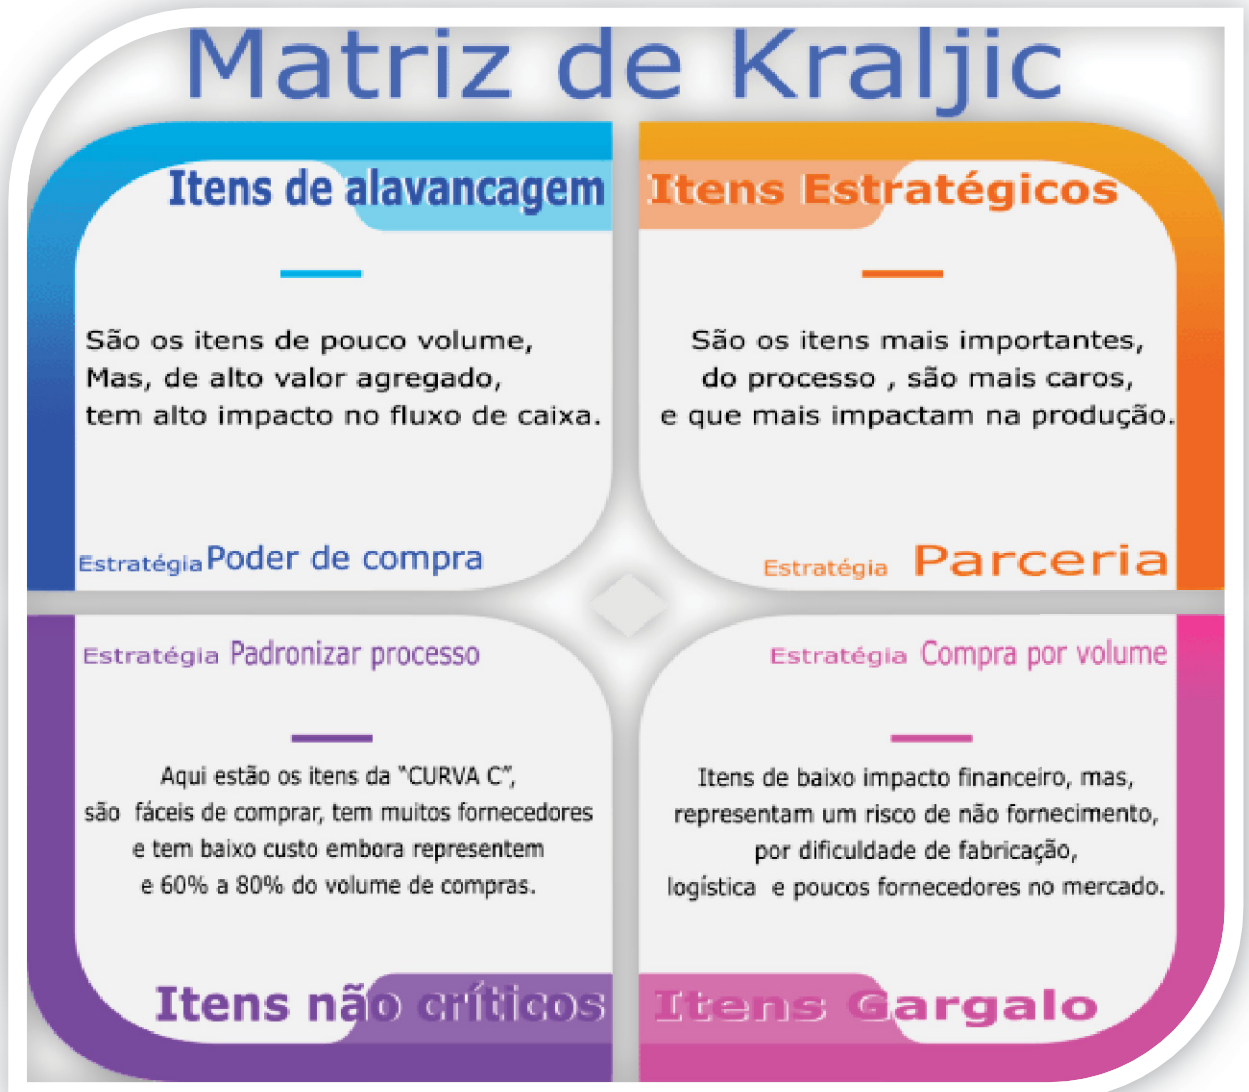 Matriz de Kraljic
Itens de alavancagem
São os itens de pouco volume,
Mas, de alto valor agregado,
tem alto impacto no fluxo de caixa.
Estratégia Poder de compra
Itens Estratégicos
São os itens mais importantes,
do processo , são mais caros,
e que mais impactam na produção.
Estratégia Parceria
Estratégia Padronizar processo
Aqui estão os itens da “CURVA C”,
são fáceis de comprar, tem muitos fornecedores
e tem baixo custo embora representem
e 60% a 80% do volume de compras.
Itens não críticos
Estratégia Compra por volume
Itens de baixo impacto financeiro, mas,
representam um risco de não fornecimento,
por dificuldade de fabricação,
logística e poucos fornecedores no mercado.
Itens Gargalo